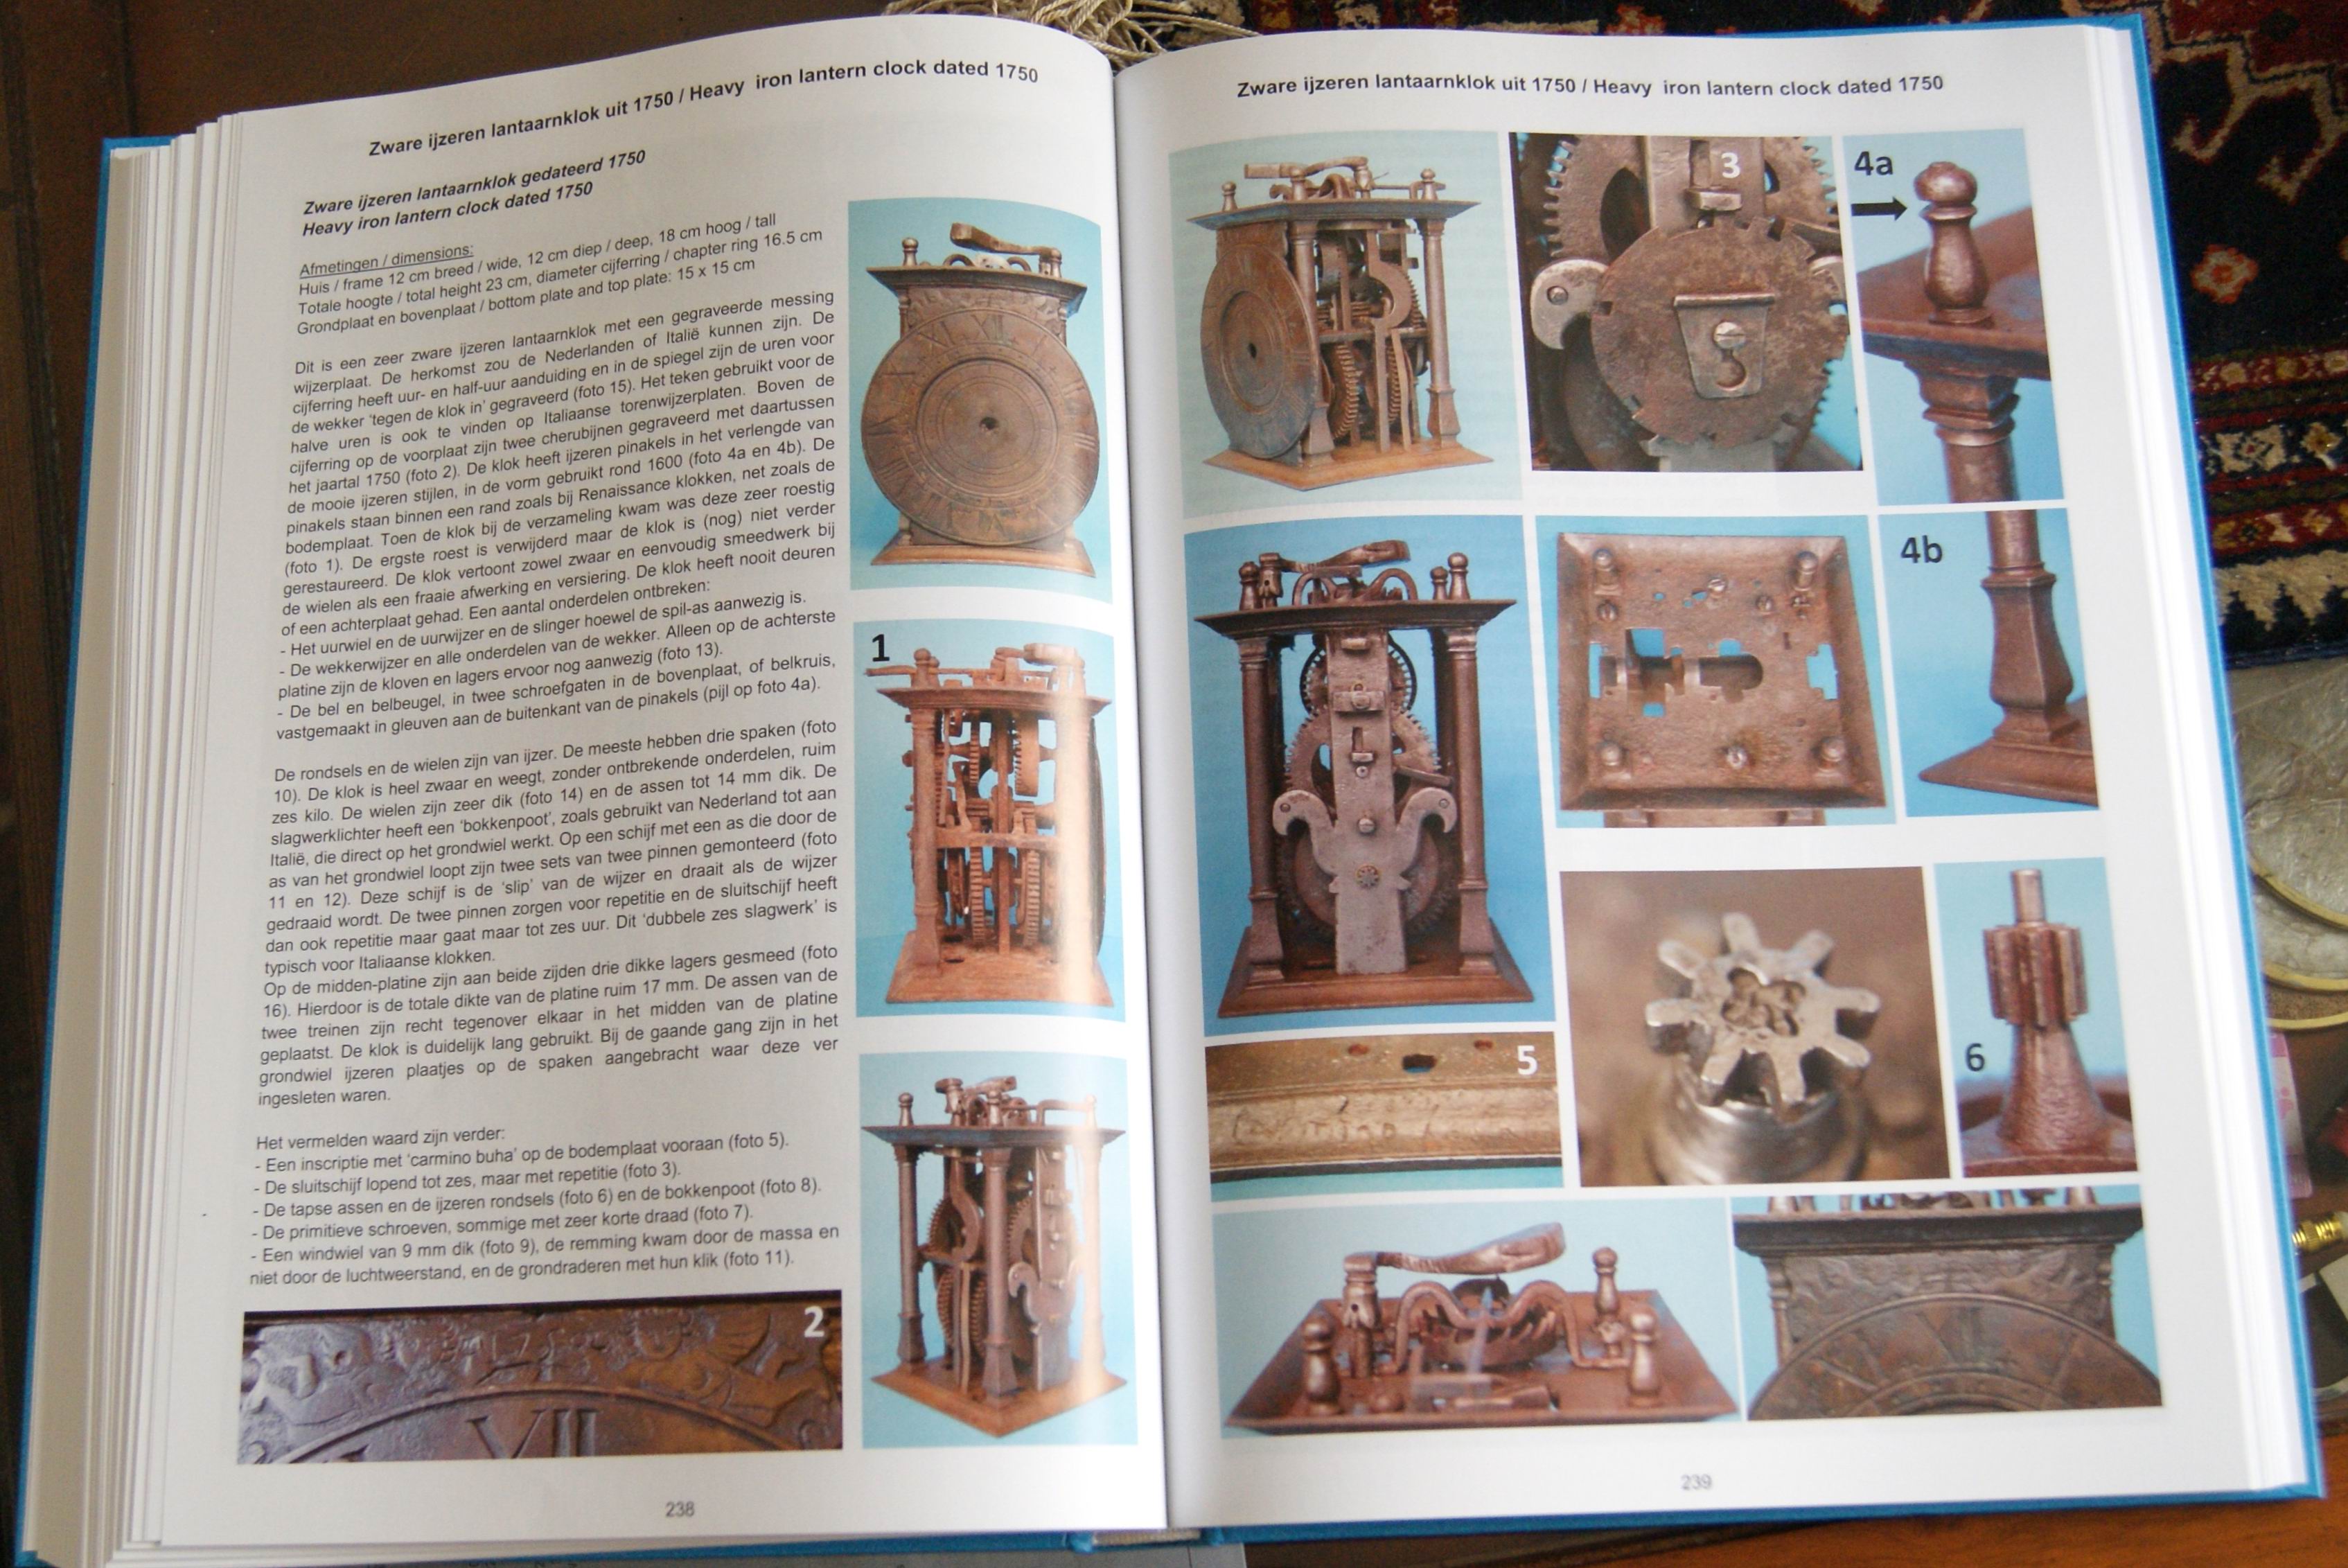 Zware ijzeren lantaarnklok uit 1750 / Heavy iron lantern clock dated 1750
Zware ijzeren lantaarnklok gedateerd 1750
Heavy iron lantern clock dated 1750
Afmetingen / dimensions:
Huis / frame 12 cm breed / wide, 12 cm diep / deep, 18 cm hoog / tall
Totale hoogte / total height 23 cm, diameter cijferring / chapter ring 16.5 cm
Grondplaat en bovenplaat / bottom plate and top plate: 15 x 15 cm
Dit is een zeer zware ijzeren lantaarnklok met een gegraveerde messing
wijzerplaat. De herkomst zou de Nederlanden of Italië kunnen zijn. De
cijferring heeft uur- en half-uur aanduiding en in de spiegel zijn de uren voor
de wekker 'tegen de klok in' gegraveerd (foto 15). Het teken gebruikt voor de
halve uren is ook te vinden op Italiaanse torenwijzerplaten. Boven de
cijferring op de voorplaat zijn twee cherubijnen gegraveerd met daartussen
het jaartal 1750 (foto 2). De klok heeft ijzeren pinakels in het verlengde van
de mooie ijzeren stijlen, in de vorm gebruikt rond 1600 (foto 4a en 4b). De
pinakels staan binnen een rand zoals bij Renaissance klokken, net zoals de
bodemplaat. Toen de klok bij de verzameling kwam was deze zeer roestig
(foto 1). De ergste roest is verwijderd maar de klok is (nog) niet verder
gerestaureerd. De klok vertoont zowel zwaar en eenvoudig smeedwerk bij
de wielen als een fraaie afwerking en versiering. De klok heeft nooit deuren
of een achterplaat gehad. Een aantal onderdelen ontbreken:
- Het uurwiel en de uurwijzer en de slinger hoewel de spil-as aanwezig is.
- De wekkerwijzer en alle onderdelen van de wekker. Alleen op de achterste
platine zijn de kloven en lagers ervoor nog aanwezig (foto 13).
- De bel en belbeugel, in twee schroefgaten in de bovenplaat, of belkruis,
vastgemaakt in gleuven aan de buitenkant van de pinakels (pijl op foto 4a).
De rondsels en de wielen zijn van ijzer. De meeste hebben drie spaken (foto
10). De klok is heel zwaar en weegt, zonder ontbrekende onderdelen, ruim
zes kilo. De wielen zijn zeer dik (foto 14) en de assen tot 14 mm dik. De
slagwerklichter heeft een 'bokkenpoot', zoals gebruikt van Nederland tot aan
Italië, die direct op het grondwiel werkt. Op een schijf met een as die door de
as van het grondwiel loopt zijn twee sets van twee pinnen gemonteerd (foto
11 en 12). Deze schijf is de 'slip' van de wijzer en draait als de wijzer
gedraaid wordt. De twee pinnen zorgen voor repetitie en de sluitschijf heeft
dan ook repetitie maar gaat maar tot zes uur. Dit 'dubbele zes slagwerk' is
typisch voor Italiaanse klokken.
Op de midden-platine zijn aan beide zijden drie dikke lagers gesmeed (foto
16). Hierdoor is de totale dikte van de platine ruim 17 mm. De assen van de
twee treinen zijn recht tegenover elkaar in het midden van de platine
geplaatst. De klok is duidelijk lang gebruikt. Bij de gaande gang zijn in het
grondwiel ijzeren plaatjes op de spaken aangebracht waar deze ver
ingesleten waren.
Het vermelden waard zijn verder:
- Een inscriptie met 'carmino buha' op de bodemplaat vooraan (foto 5).
- De sluitschijf lopend tot zes, maar met repetitie (foto 3).
- De tapse assen en de ijzeren rondsels (foto 6) en de bokkenpoot (foto 8).
- De primitieve schroeven, sommige met zeer korte draad (foto 7).
- Een windwiel van 9 mm dik (foto 9), de remming kwam door de massa en
niet door de luchtweerstand, en de grondraderen met hun klik (foto 11).
1
2
VII
238
Zware ijzeren lantaarnklok uit 1750 / Heavy iron lantern clock dated 1750
3
4a
4b
5
6
239